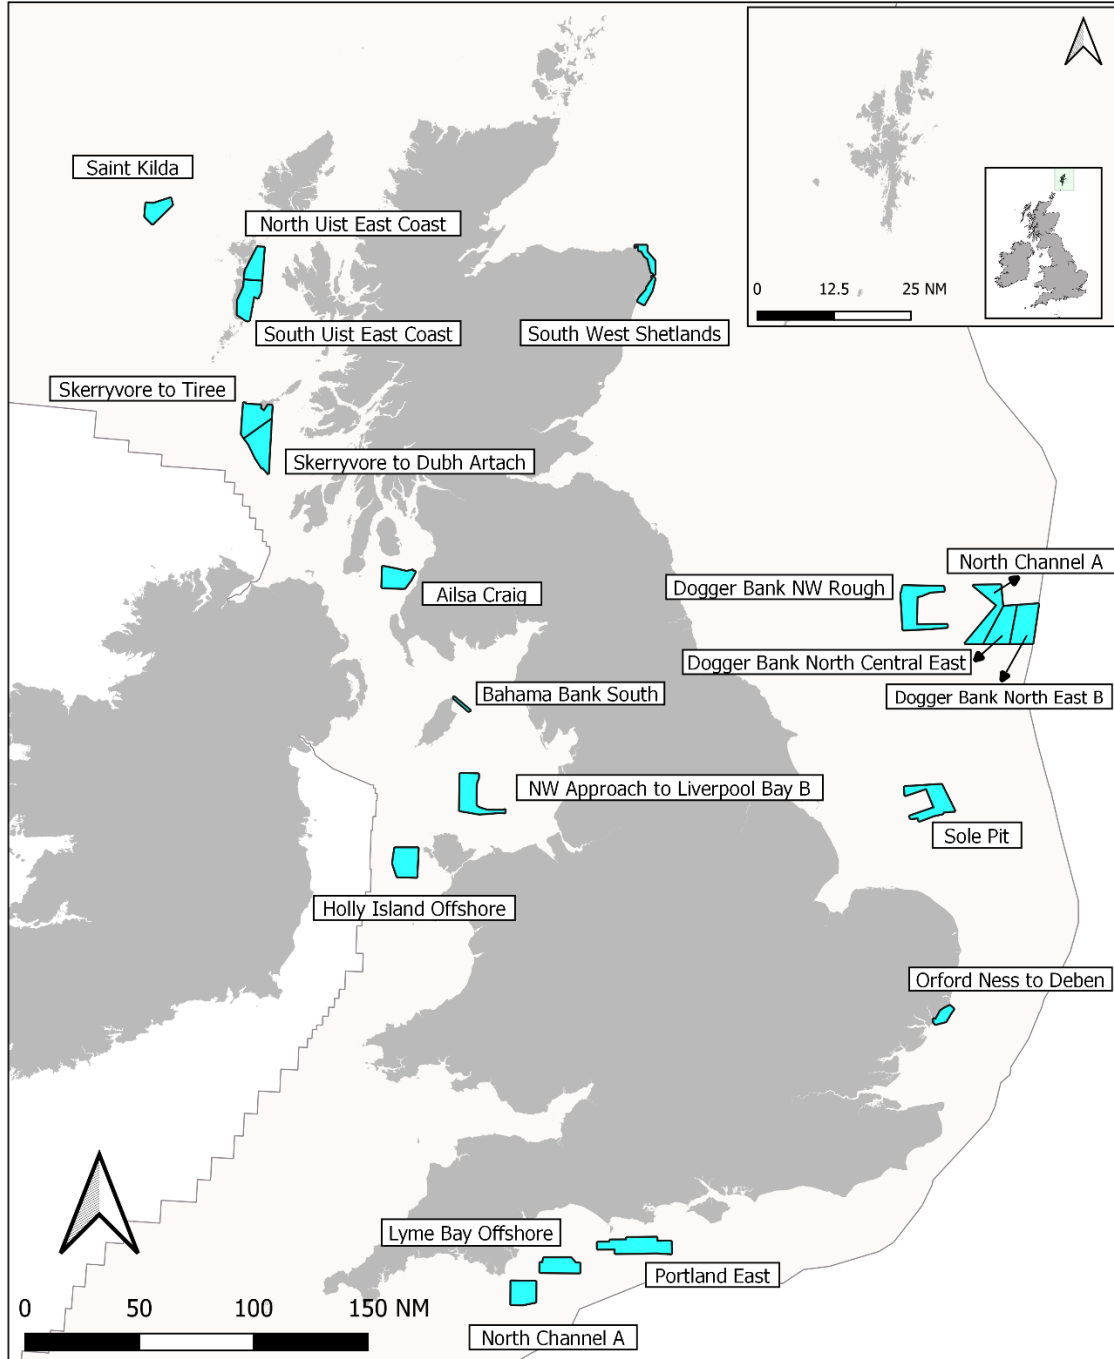 Saint Kilda
North Uist East Coast
0 12.5 25 NM
South Uist East Coast
South West Shetlands
Skerryvore to Tiree
Skerryvore to Dubh Artach
North Channel A
Dogger Bank NW Rough
Ailsa Craig
Dogger Bank North Central East
Bahama Bank South
Dogger Bank North East B
NW Approach to Liverpool Bay B
Sole Pit
Holly Island Offshore
Orford Ness to Deben
Lyme Bay Offshore
Portland East
0 50 100 150 NM
North Channel A